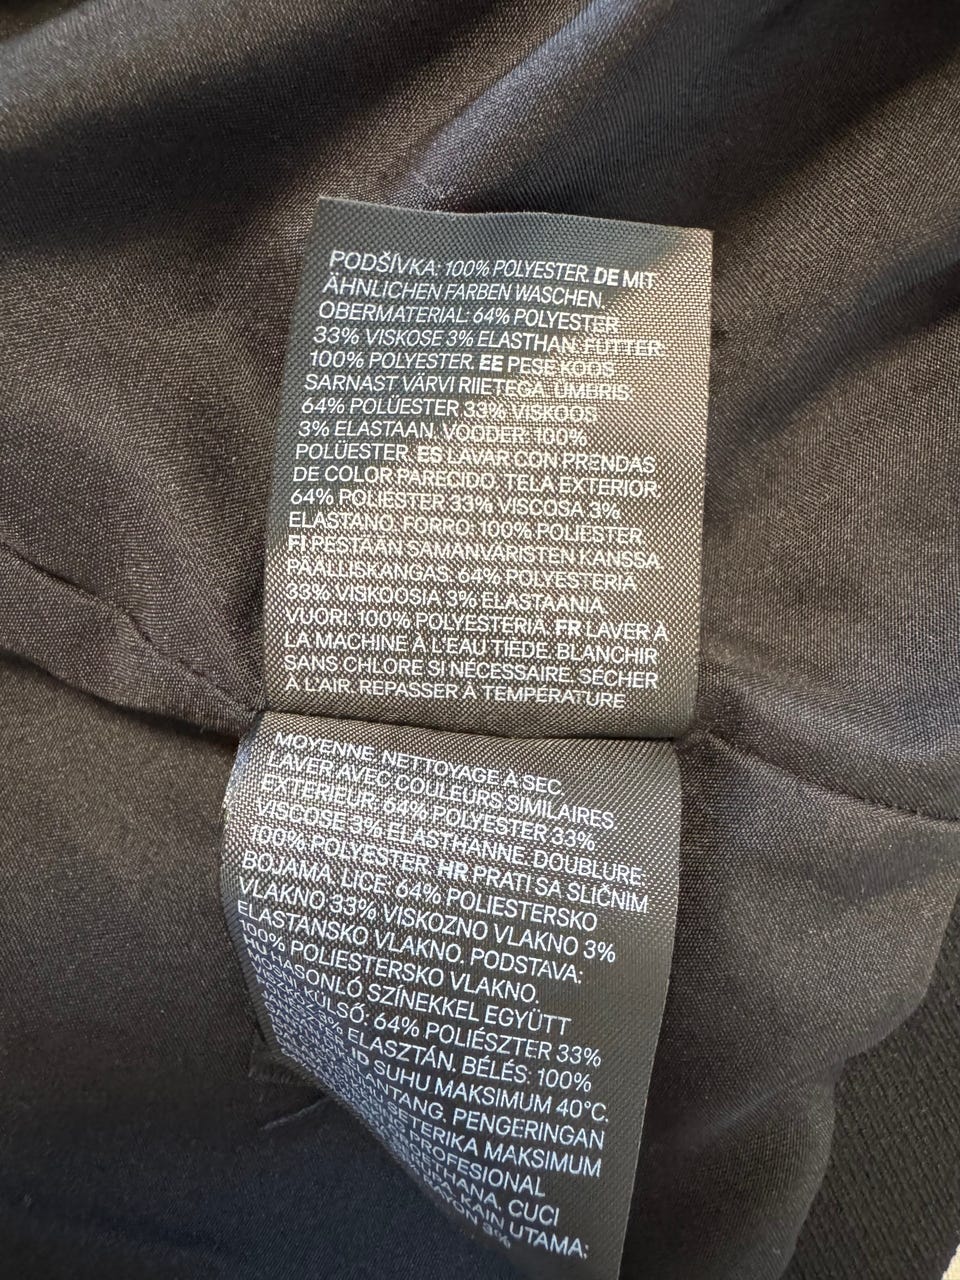 PODŠÍVKA: 100% POLYESTER. DE MIT
ÄHNLICHEN FARBEN WASCHEN.
OBERMATERIAL: 64% POLYESTER
33% VISKOSE 3% ELASTHAN. FUTTER:
100% POLYESTER. EE PESE KOOS
SARNAST VÄRVI RIIETEGA. ÜMBRIS:
64% POLÜESTER 33% VISKOOS
3% ELASTAAN. VOODER: 100%
POLÜESTER. ES LAVAR CON PRENDAS
DE COLOR PARECIDO. TELA EXTERIOR:
64% POLIESTER 33% VISCOSA 3%
ELASTANO. FORRO: 100% POLIESTER.
FI PESTÄÄN SAMANVÄRISTEN KANSSA.
PÄÄLLISKANGAS: 64% POLYESTERIÄ
33% VISKOOSIA 3% ELASTAANIA.
VUORI: 100% POLYESTERIÄ. FR LAVER À
LA MACHINE À L'EAU TIÈDE. BLANCHIR
SANS CHLORE SI NÉCESSAIRE. SÉCHER
À L'AIR. REPASSER À TEMPÉRATURE
MOYENNE. NETTOYAGE À SEC.
LAVER AVEC COULEURS SIMILAIRES.
EXTÉRIEUR: 64% POLYESTER 33%
VISCOSE 3% ELASTHANNE. DOUBLURE:
100% POLYESTER. HR PRATI SA SLIČNIM
BOJAMA. LICE: 64% POLIESTERSKO
VLAKNO 33% VISKOZNO VLAKNO 3%
ELASTANSKO VLAKNO. PODSTAVA:
100% POLIESTERSKO VLAKNO.
HU HASONLÓ SZÍNEKKEL EGYÜTT
MOSNI. KÜLSŐ: 64% POLIÉSZTER 33%
ELASZTÁN. BÉLÉS: 100%
ID SUHU MAKSIMUM 40°C.
PENGERINGAN
SETERIKA MAKSIMUM
PROFESIONAL
CUCI
KAIN UTAMA:
3%